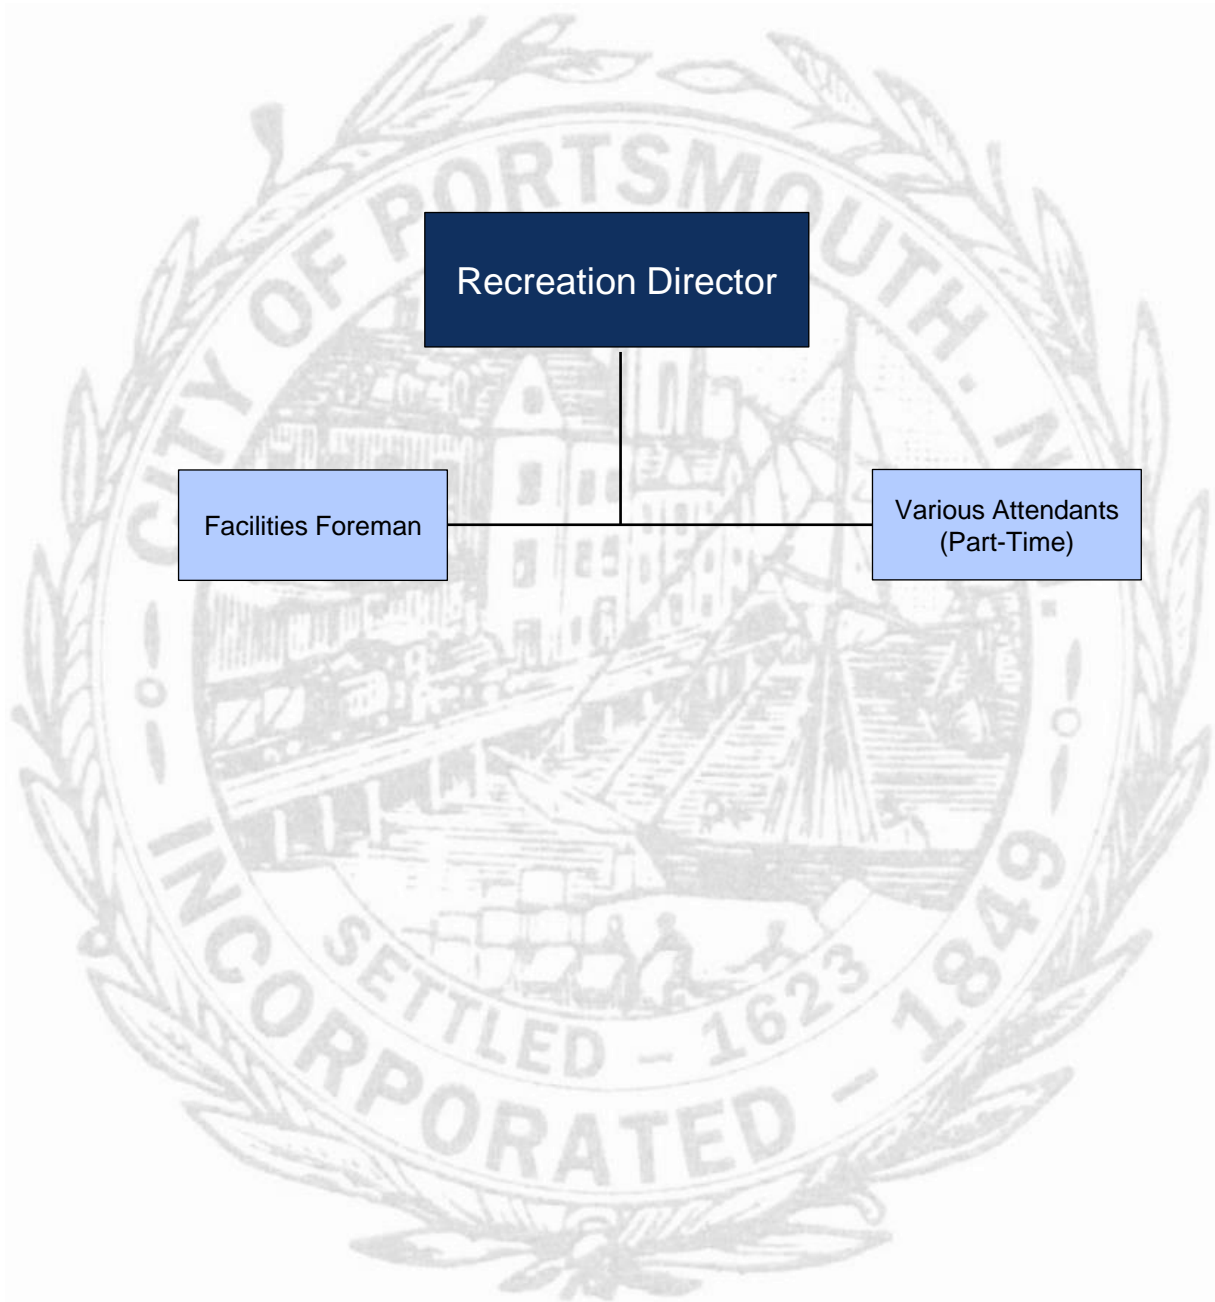 CITY OF PORTSMOUTH. N.
Recreation Director
Facilities Foreman
Various Attendants
(Part-Time)
SETTLED - 1623
INCORPORATED - 1849